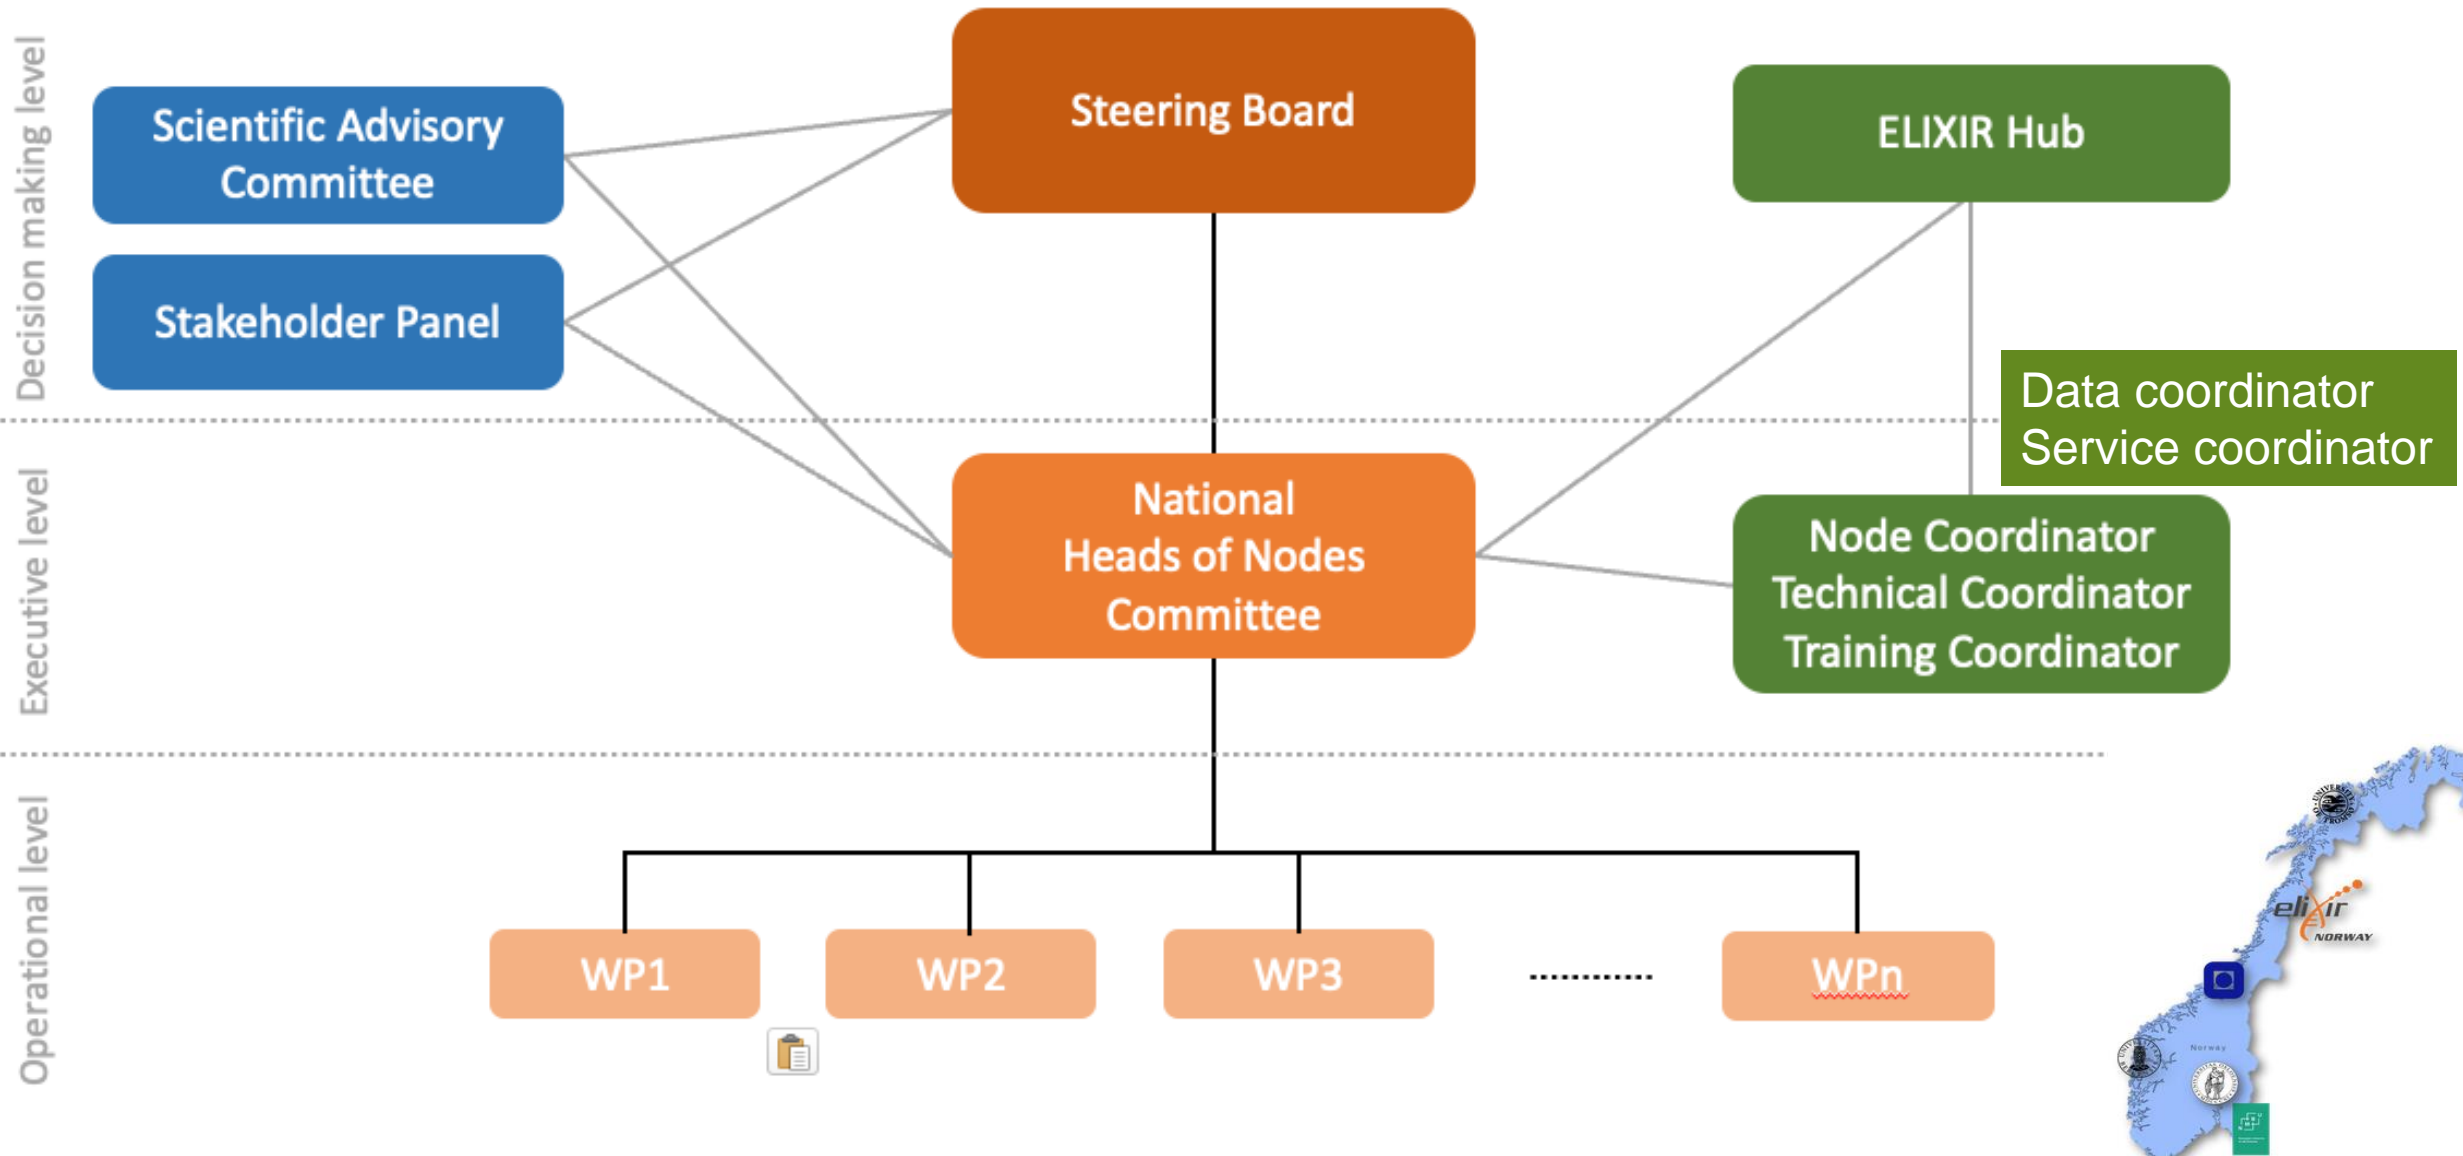 Decision making level
Scientific Advisory
Committee
Stakeholder Panel
Steering Board
ELIXIR Hub
Data coordinator
Service coordinator
Executive level
National
Heads of Nodes
Committee
Node Coordinator
Technical Coordinator
Training Coordinator
Operational level
WP1
WP2
WP3
............
WPn
elixir
NORWAY
Norway